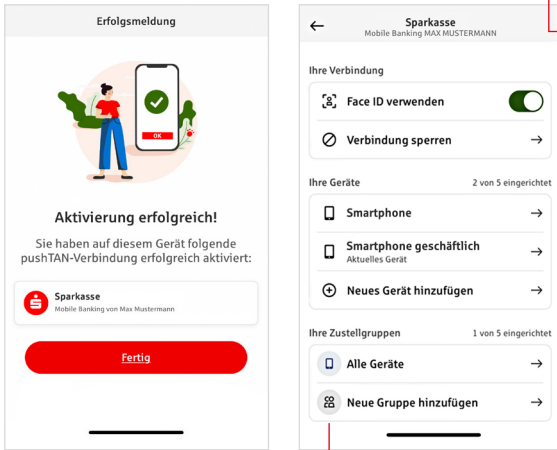 Erfolgsmeldung
OK
Aktivierung erfolgreich!
Sie haben auf diesem Gerät folgende
pushTAN-Verbindung erfolgreich aktiviert:
Sparkasse
Mobile Banking von Max Mustermann
Fertig
Sparkasse
Mobile Banking MAX MUSTERMANN
Ihre Verbindung
Face ID verwenden
Verbindung sperren
Ihre Geräte 2 von 5 eingerichtet
Smartphone
Smartphone geschäftlich
Aktuelles Gerät
Neues Gerät hinzufügen
Ihre Zustellgruppen 1 von 5 eingerichtet
Alle Geräte
Neue Gruppe hinzufügen